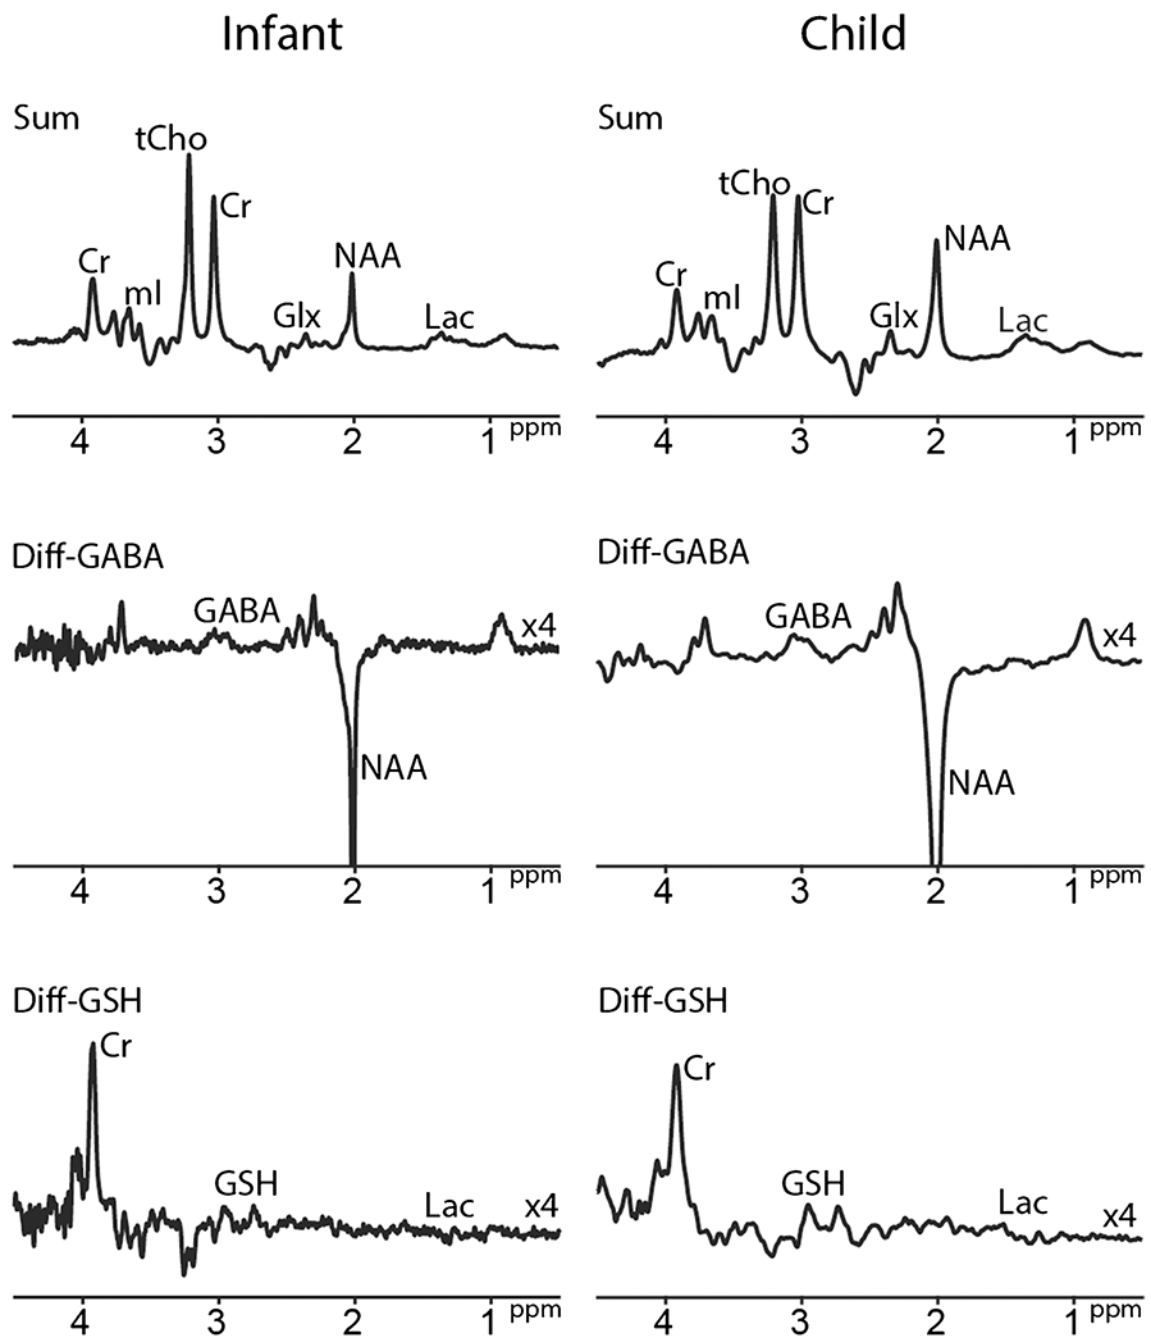 Infant
Child
Sum
tCho
Cr
Cr
mI
Glx
NAA
Lac
4 3 2 1 ppm
Sum
tCho
Cr
Cr
mI
Glx
NAA
Lac
4 3 2 1 ppm
Diff-GABA
GABA
x4
NAA
4 3 2 1 ppm
Diff-GABA
GABA
x4
NAA
4 3 2 1 ppm
Diff-GSH
Cr
GSH
Lac
x4
4 3 2 1 ppm
Diff-GSH
Cr
GSH
Lac
x4
4 3 2 1 ppm